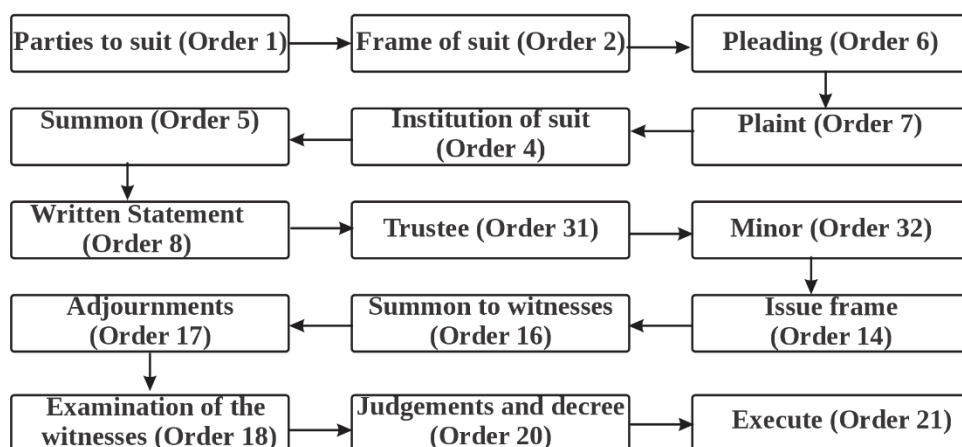 Parties to suit (Order 1)
Frame of suit (Order 2)
Pleading (Order 6)
Plaint (Order 7)
Institution of suit
(Order 4)
Summon (Order 5)
Written Statement
(Order 8)
Trustee (Order 31)
Minor (Order 32)
Issue frame
(Order 14)
Summon to witnesses
(Order 16)
Adjournments
(Order 17)
Examination of the
witnesses (Order 18)
Judgements and decree
(Order 20)
Execute (Order 21)